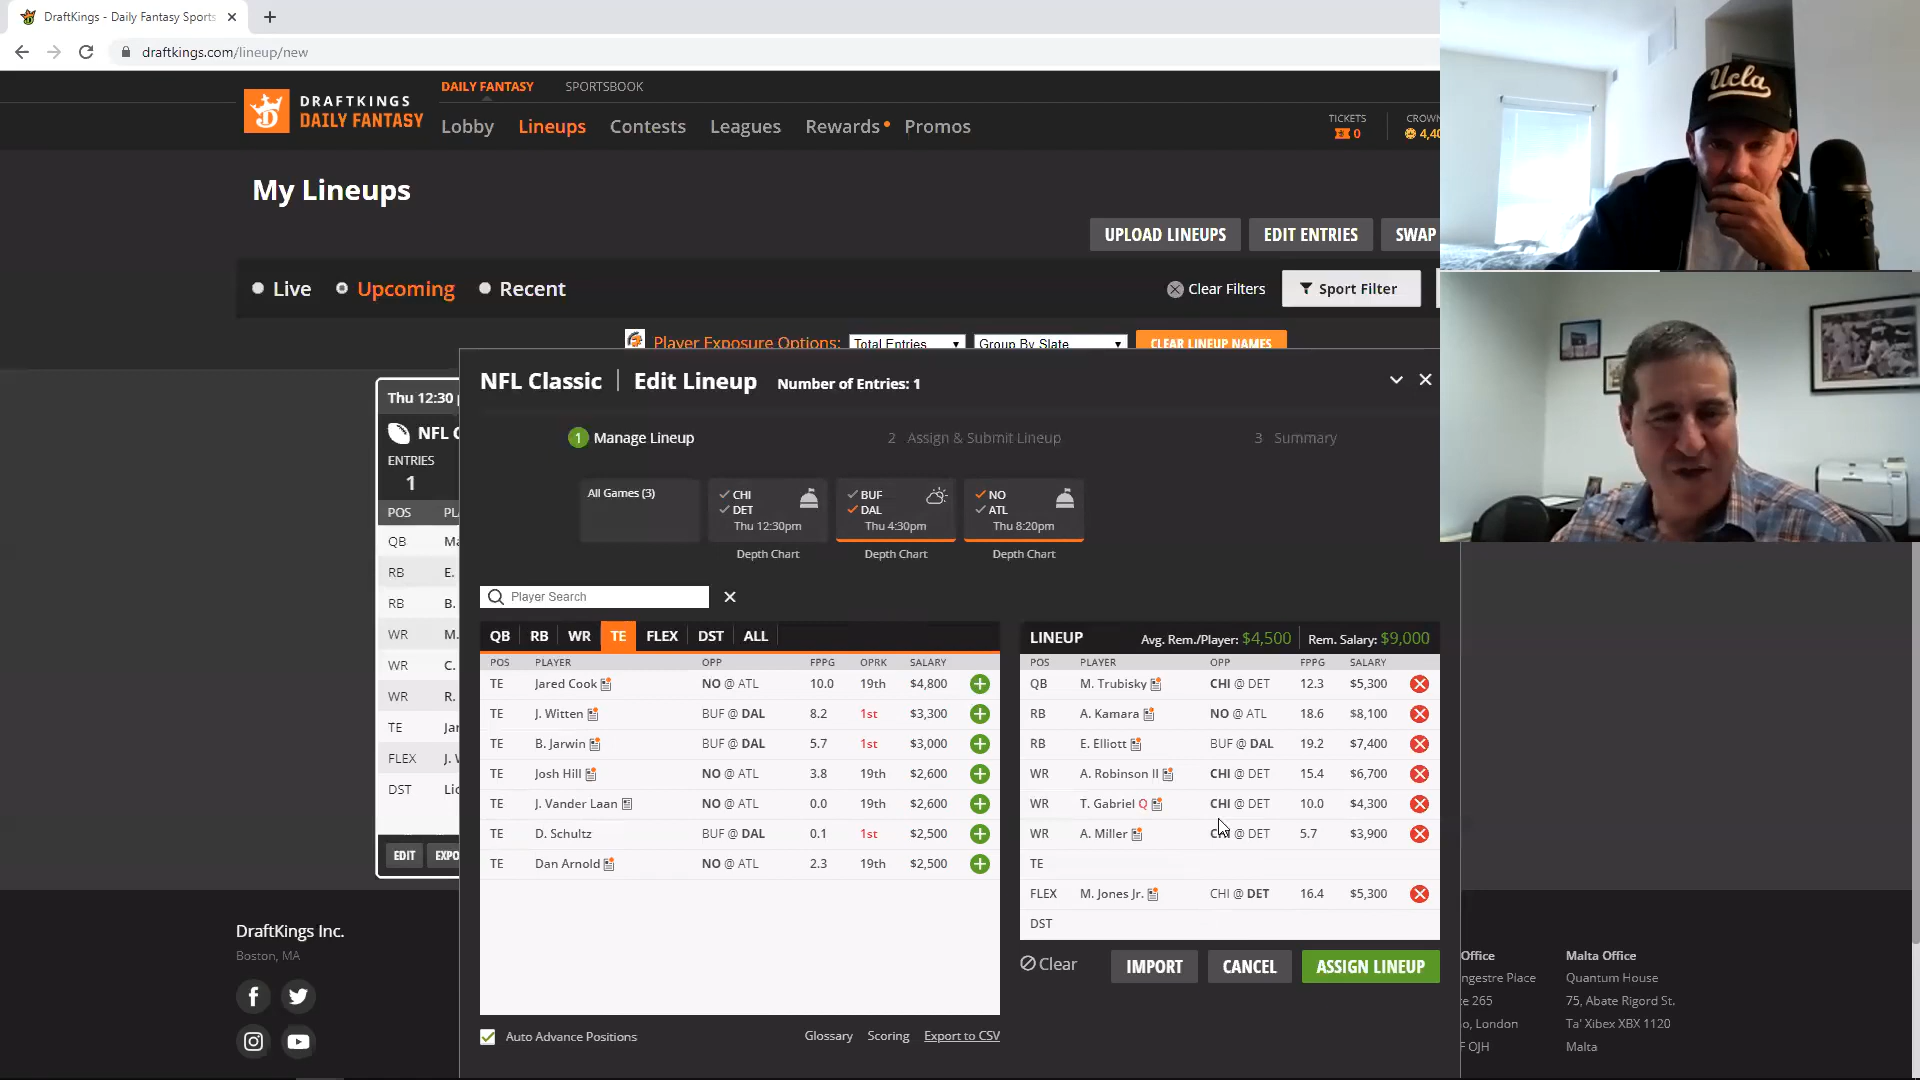 DraftKings - Daily Fantasy Sports
draftkings.com/lineup/new
DRAFTKINGS
DAILY FANTASY
DAILY FANTASY SPORTSBOOK
Lobby Lineups Contests Leagues Rewards Promos
TICKETS
0
CROWN
4,40
Ucla
My Lineups
UPLOAD LINEUPS EDIT ENTRIES SWAP
Live Upcoming Recent
Clear Filters Sport Filter
Player Exposure Options: Total Entries Group By Slate CLEAR LINEUP NAMES
Thu 12:30
NFL C
ENTRIES
1
POS PL
QB Ma
RB E.
RB B.
WR M.
WR C.
WR R.
TE Jar
FLEX J. W
DST Lio
EDIT EXPO
NFL Classic | Edit Lineup Number of Entries: 1
1 Manage Lineup 2 Assign & Submit Lineup 3 Summary
All Games (3)
CHI
DET
Thu 12:30pm
Depth Chart
BUF
DAL
Thu 4:30pm
Depth Chart
NO
ATL
Thu 8:20pm
Depth Chart
Player Search
QB RB WR TE FLEX DST ALL
POS PLAYER OPP FPPG OPRK SALARY
TE Jared Cook NO @ ATL 10.0 19th $4,800
TE J. Witten BUF @ DAL 8.2 1st $3,300
TE B. Jarwin BUF @ DAL 5.7 1st $3,000
TE Josh Hill NO @ ATL 3.8 19th $2,600
TE J. Vander Laan NO @ ATL 0.0 19th $2,600
TE D. Schultz BUF @ DAL 0.1 1st $2,500
TE Dan Arnold NO @ ATL 2.3 19th $2,500
LINEUP Avg. Rem./Player: $4,500 Rem. Salary: $9,000
POS PLAYER OPP FPPG SALARY
QB M. Trubisky CHI @ DET 12.3 $5,300
RB A. Kamara NO @ ATL 18.6 $8,100
RB E. Elliott BUF @ DAL 19.2 $7,400
WR A. Robinson II CHI @ DET 15.4 $6,700
WR T. Gabriel Q CHI @ DET 10.0 $4,300
WR A. Miller CHI @ DET 5.7 $3,900
TE
FLEX M. Jones Jr. CHI @ DET 16.4 $5,300
DST
Clear IMPORT CANCEL ASSIGN LINEUP
Auto Advance Positions
Glossary Scoring Export to CSV
DraftKings Inc.
Boston, MA
Office
ngestre Place
e 265
o, London
F 0JH
Malta Office
Quantum House
75, Abate Rigord St.
Ta' Xibex XBX 1120
Malta